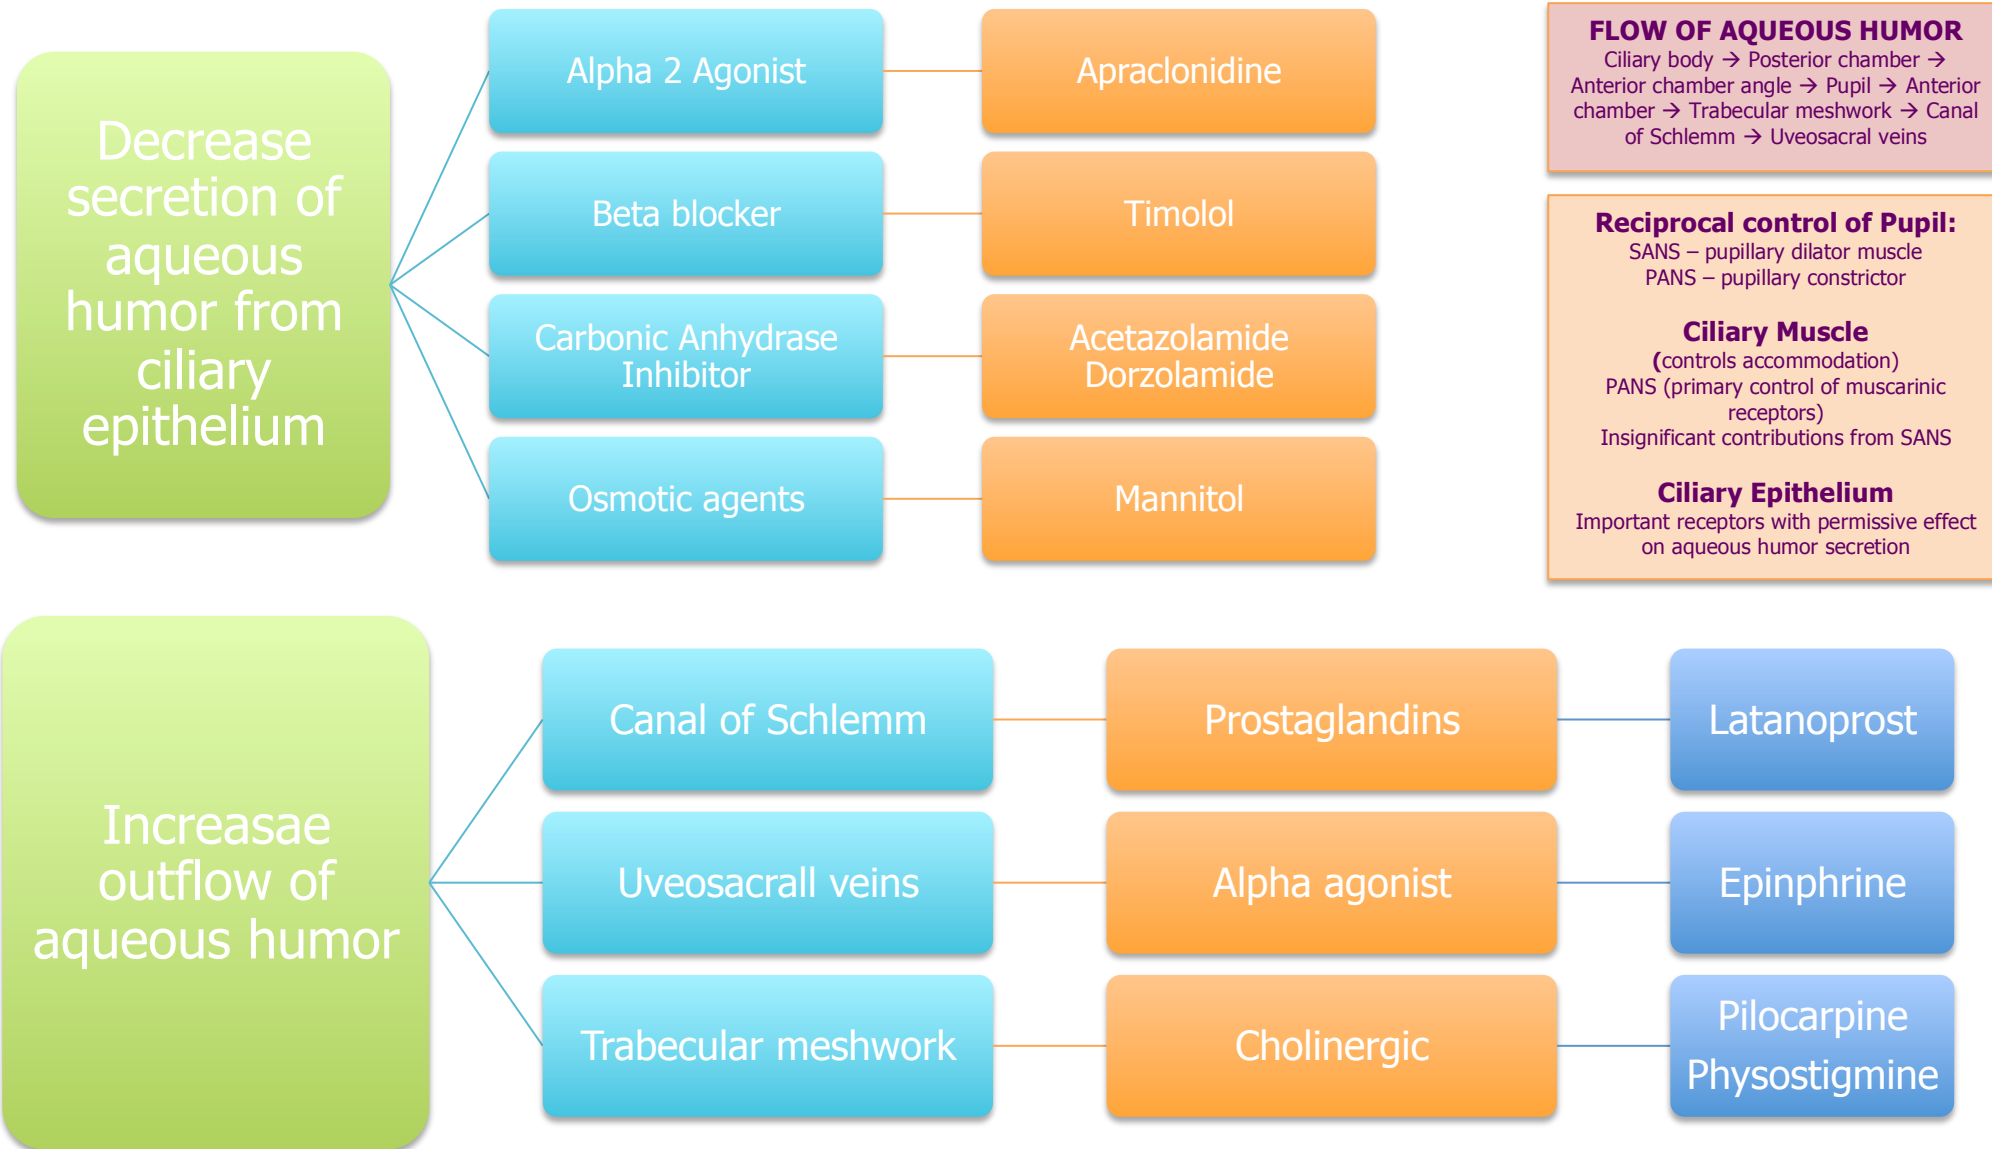 Decrease
secretion of
aqueous
humor from
ciliary
epithelium
Alpha 2 Agonist
Apraclonidine
Beta blocker
Timolol
Carbonic Anhydrase
Inhibitor
Acetazolamide
Dorzolamide
Osmotic agents
Mannitol
FLOW OF AQUEOUS HUMOR
Ciliary body → Posterior chamber →
Anterior chamber angle → Pupil → Anterior
chamber → Trabecular meshwork → Canal
of Schlemm → Uveosacral veins
Reciprocal control of Pupil:
SANS – pupillary dilator muscle
PANS – pupillary constrictor
Ciliary Muscle
(controls accommodation)
PANS (primary control of muscarinic
receptors)
Insignificant contributions from SANS
Ciliary Epithelium
Important receptors with permissive effect
on aqueous humor secretion
Increasae
outflow of
aqueous humor
Canal of Schlemm
Prostaglandins
Latanoprost
Uveosacrall veins
Alpha agonist
Epinphrine
Trabecular meshwork
Cholinergic
Pilocarpine
Physostigmine